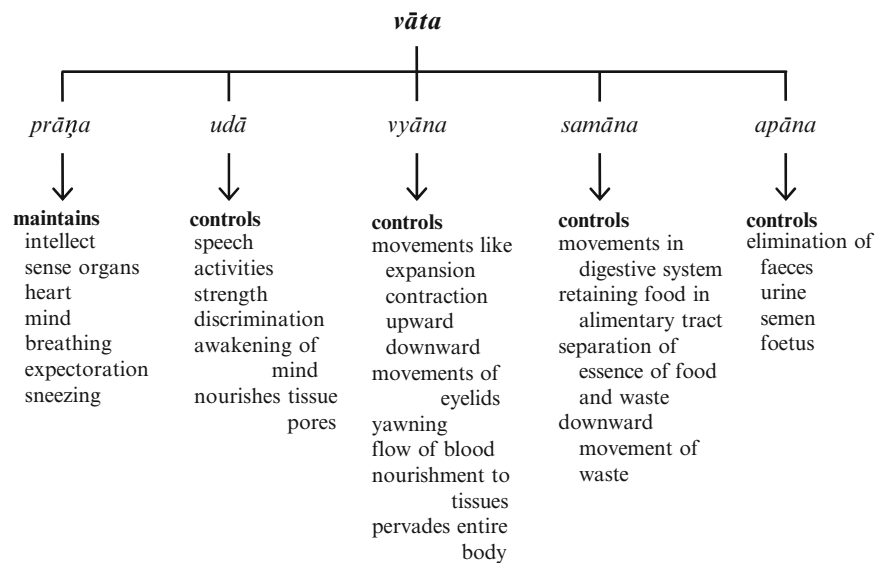 vāta
prāṇa
udā
vyāna
samāna
apāna
maintains
intellect
sense organs
heart
mind
breathing
expectoration
sneezing
controls
speech
activities
strength
discrimination
awakening of
mind
nourishes tissue
pores
controls
movements like
expansion
contraction
upward
downward
movements of
eyelids
yawning
flow of blood
nourishment to
tissues
pervades entire
body
controls
movements in
digestive system
retaining food in
alimentary tract
separation of
essence of food
and waste
downward
movement of
waste
controls
elimination of
faeces
urine
semen
foetus